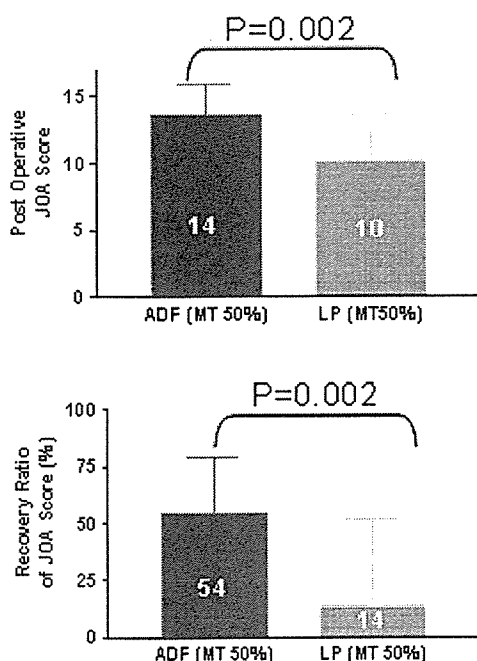 P=0.002
Post Operative
JOA Score
15
10
5
0
14
10
ADF (MT 50%)
LP (MT50%)
P=0.002
Recovery Ratio
of JOA Score (%)
100
75
50
25
0
54
14
ADF (MT 50%)
LP (MT 50%)